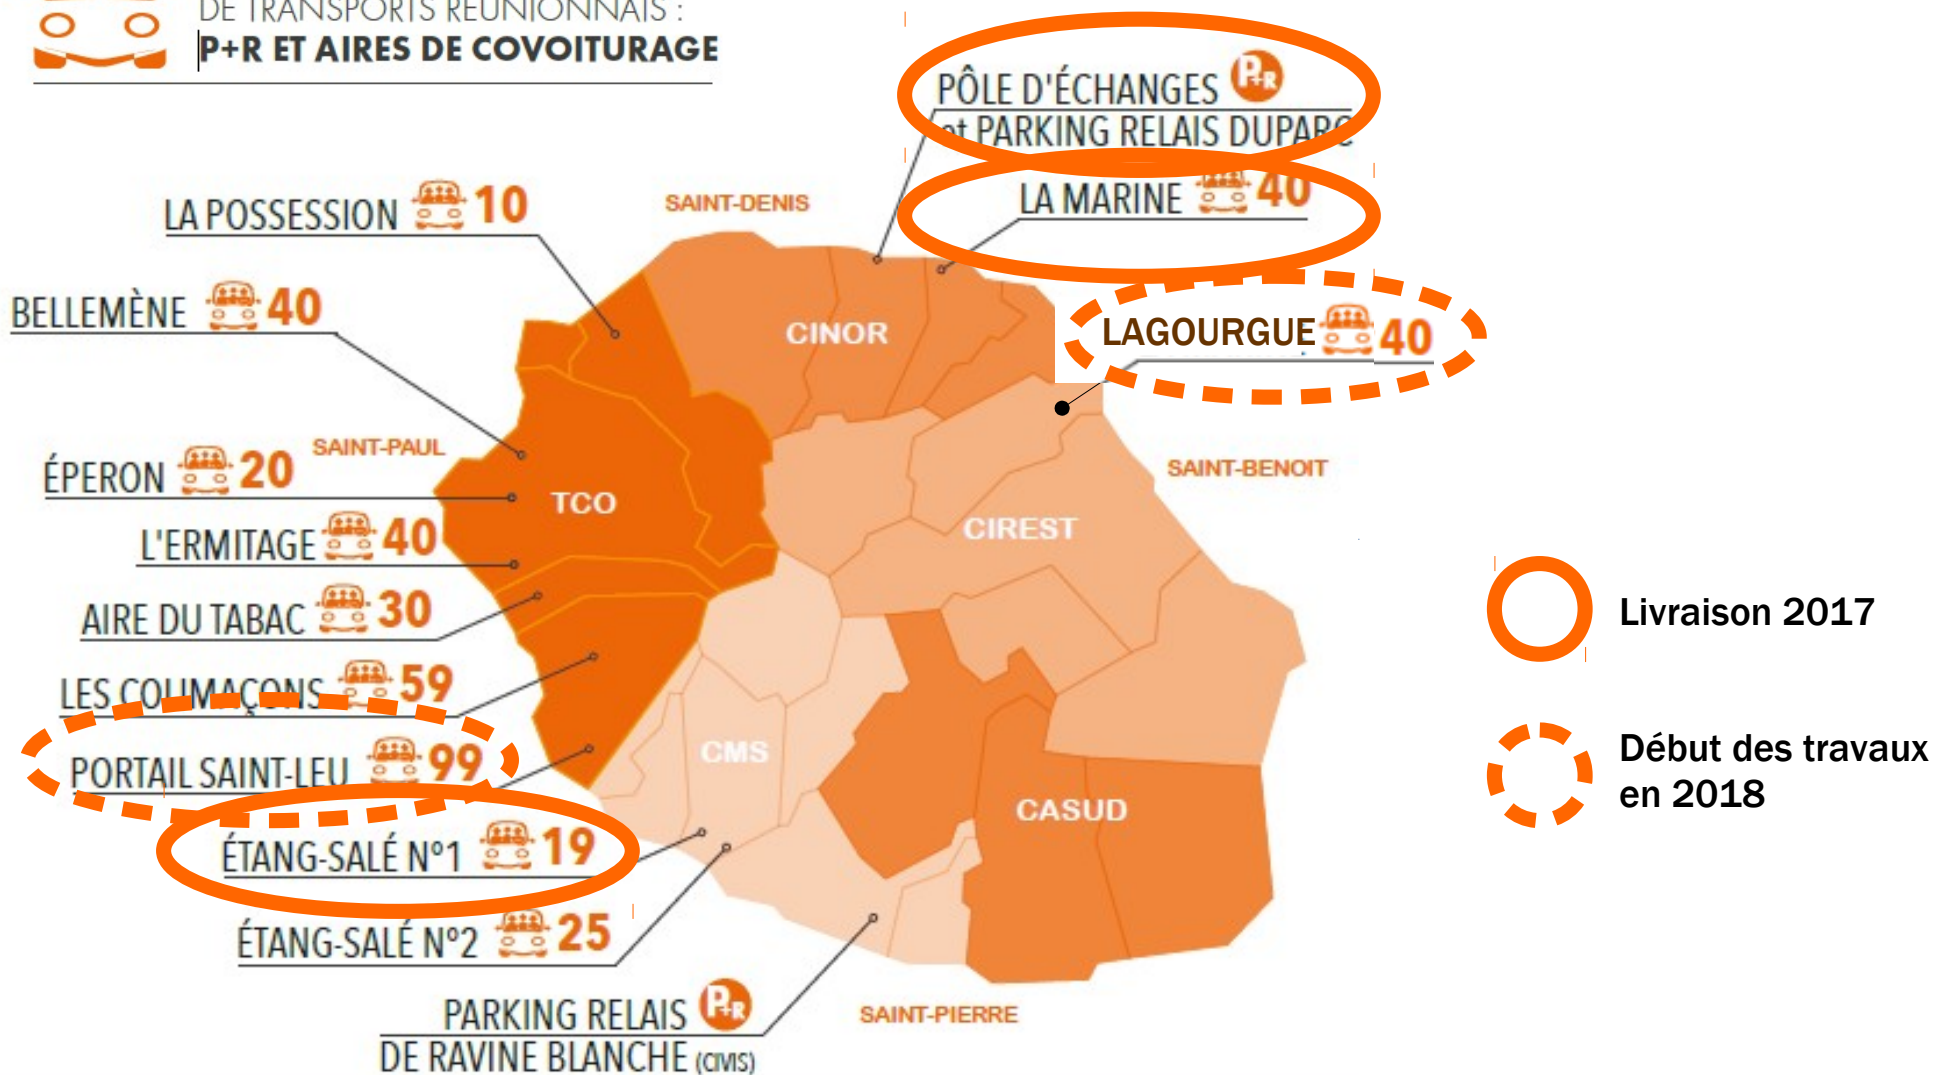 DE TRANSPORTS RÉUNIONNAIS :
P+R ET AIRES DE COVOITURAGE
PÔLE D'ÉCHANGES P+R
et PARKING RELAIS DUPARC
LA MARINE 40
LA POSSESSION 10
SAINT-DENIS
BELLEMÈNE 40
CINOR
LAGOURGUE 40
SAINT-PAUL
ÉPERON 20
SAINT-BENOIT
TCO
CIREST
L'ERMITAGE 40
AIRE DU TABAC 30
Livraison 2017
LES COLIMAÇONS 59
PORTAIL SAINT-LEU 99
CMS
Début des travaux
en 2018
CASUD
ÉTANG-SALÉ N°1 19
ÉTANG-SALÉ N°2 25
PARKING RELAIS P+R
DE RAVINE BLANCHE (CIVIS)
SAINT-PIERRE